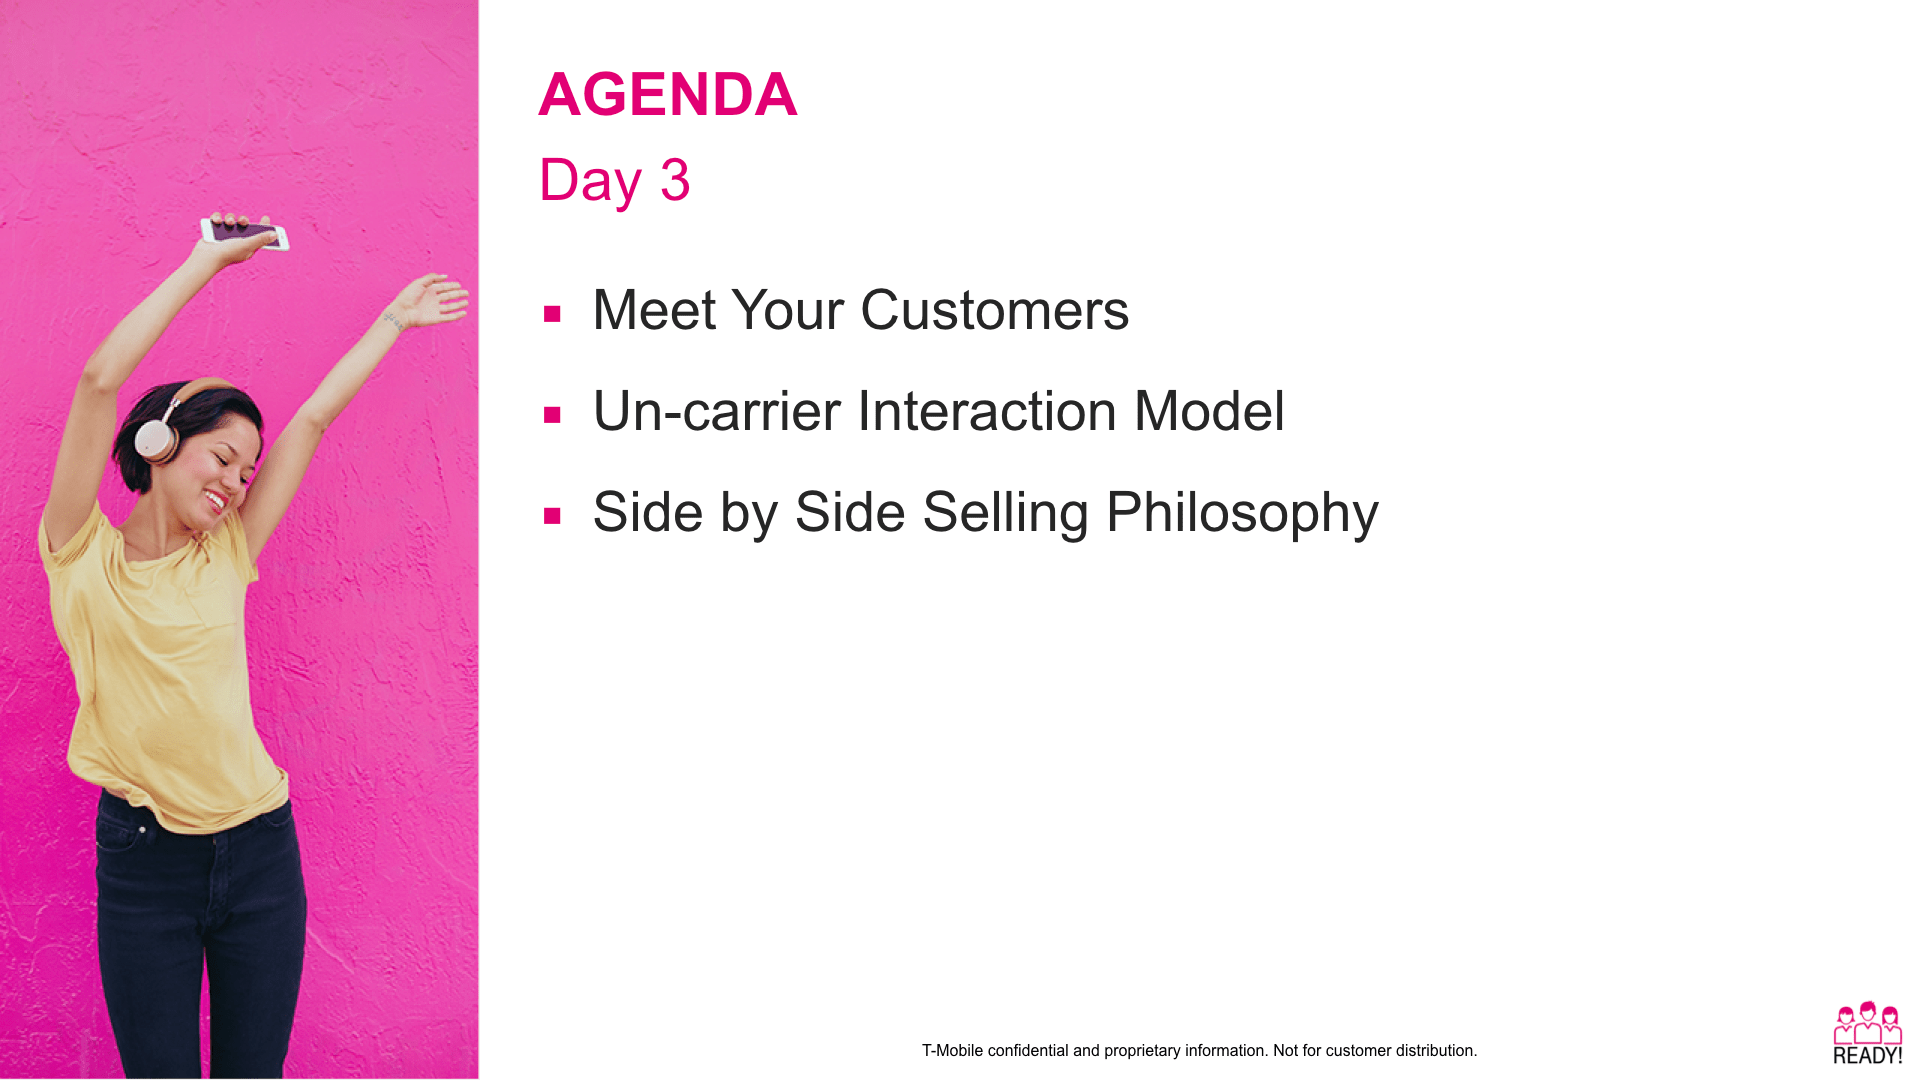 AGENDA
Day 3
Meet Your Customers
Un-carrier Interaction Model
Side by Side Selling Philosophy
T-Mobile confidential and proprietary information. Not for customer distribution.
READY!